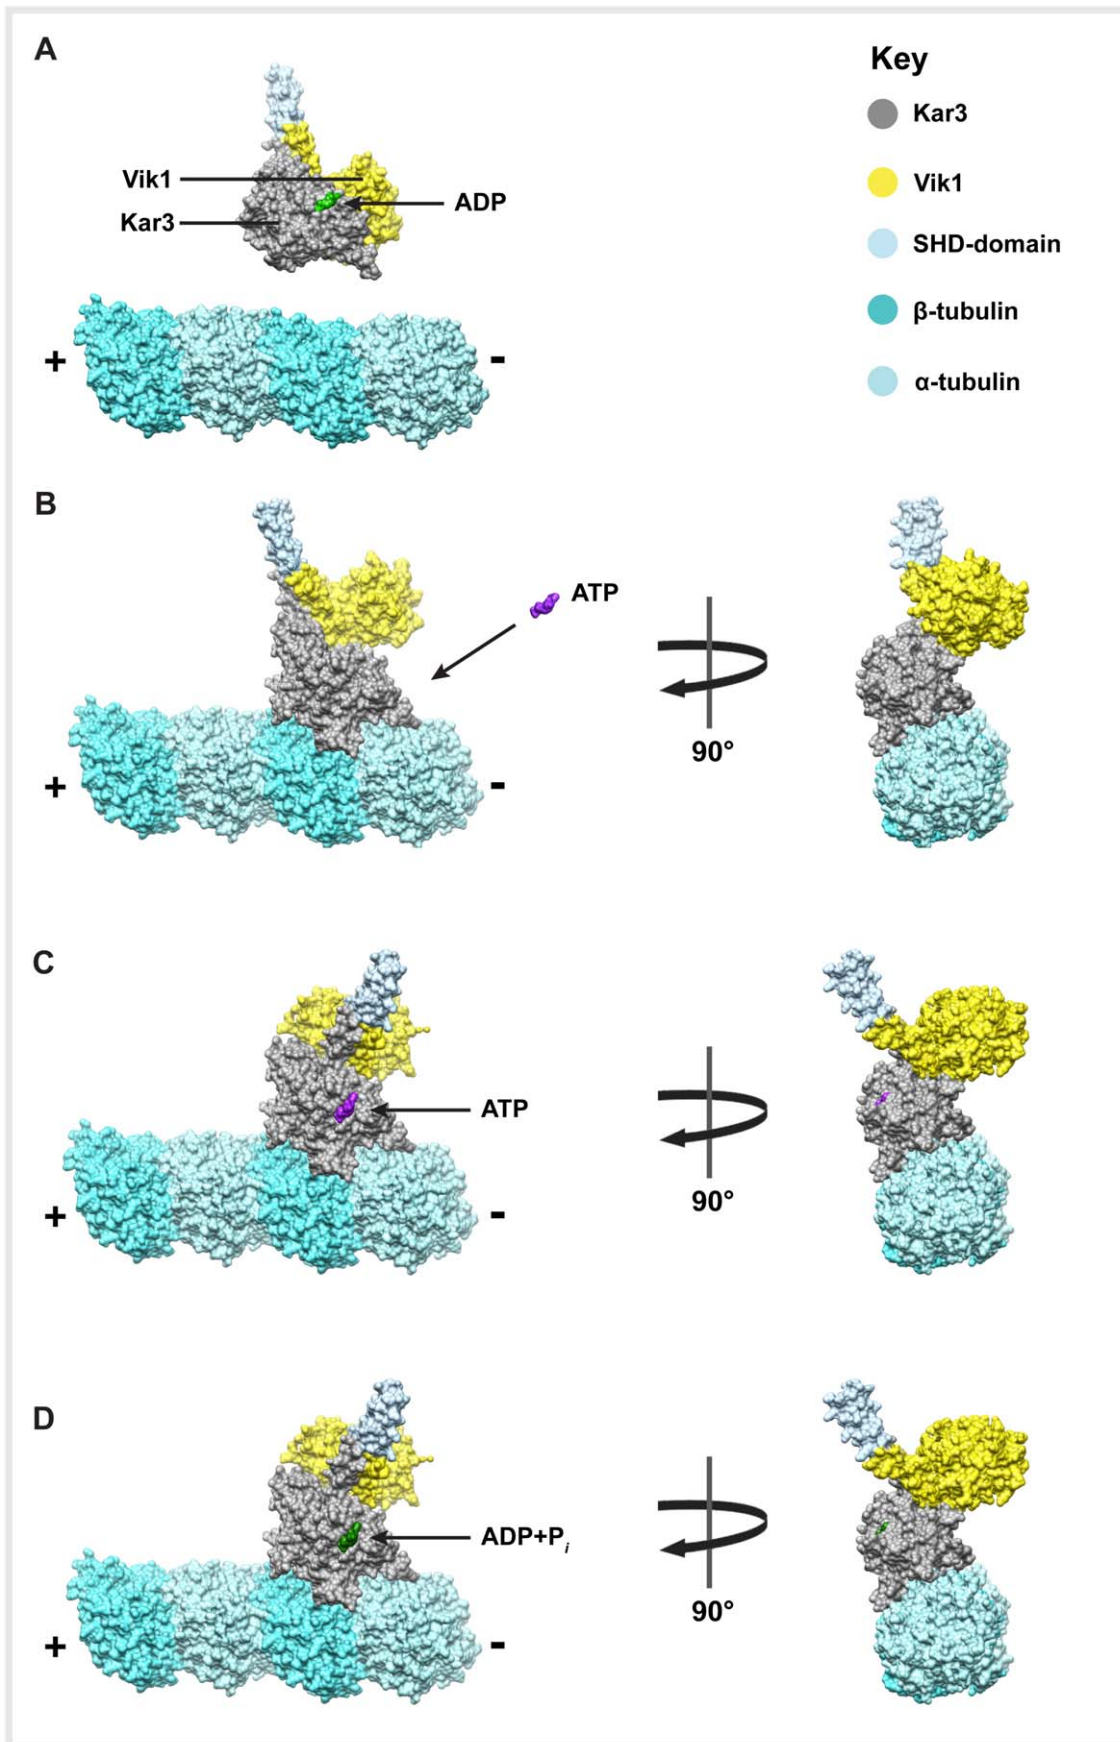 A
Key
Kar3
Vik1
Vik1
ADP
Kar3
SHD-domain
β-tubulin
+
-
α-tubulin
B
ATP
90°
+
-
C
ATP
90°
+
-
D
ADP+Pi
90°
+
-